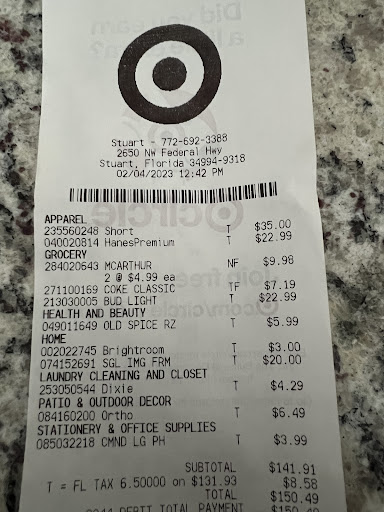 Stuart - 772-692-3388
2650 NW Federal Hwy
Stuart, Florida 34994-9318
02/04/2023 12:42 PM
APPAREL
235560248 Short T $35.00
040020814 HanesPremium T $22.99
GROCERY
284020643 MCARTHUR NF $9.98
2 @ $4.99 ea
271100169 COKE CLASSIC TF $7.19
213030005 BUD LIGHT T $22.99
HEALTH AND BEAUTY
049011649 OLD SPICE RZ T $5.99
HOME
002022745 Brightroom T $3.00
074152691 SGL IMG FRM T $20.00
LAUNDRY CLEANING AND CLOSET
253050544 Dixie T $4.29
PATIO & OUTDOOR DECOR
084160200 Ortho T $6.49
STATIONERY & OFFICE SUPPLIES
085032218 CMND LG PH T $3.99
SUBTOTAL $141.91
T = FL TAX 6.50000 on $131.93 $8.58
TOTAL $150.49
DEBIT TOTAL PAYMENT $150.49